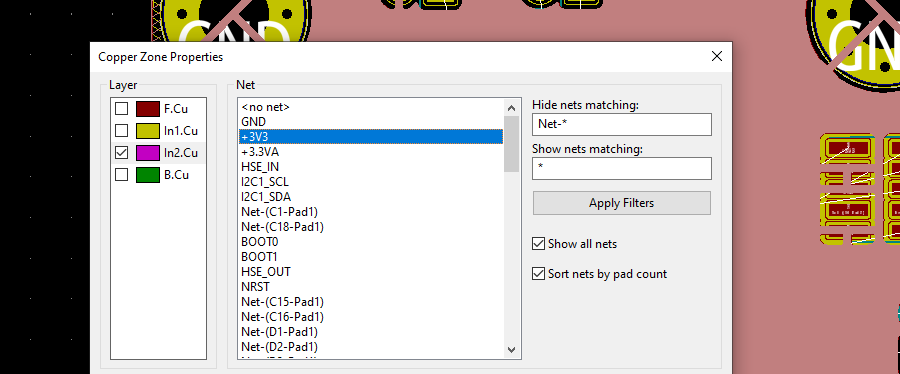 GND
GND
Copper Zone Properties
Layer
F.Cu
In1.Cu
In2.Cu
B.Cu
Net
<no net>
GND
+3V3
+3.3VA
HSE_IN
I2C1_SCL
I2C1_SDA
Net-(C1-Pad1)
Net-(C18-Pad1)
BOOT0
BOOT1
HSE_OUT
NRST
Net-(C15-Pad1)
Net-(C16-Pad1)
Net-(D1-Pad1)
Net-(D2-Pad1)
Hide nets matching:
Net-*
Show nets matching:
*
Apply Filters
Show all nets
Sort nets by pad count